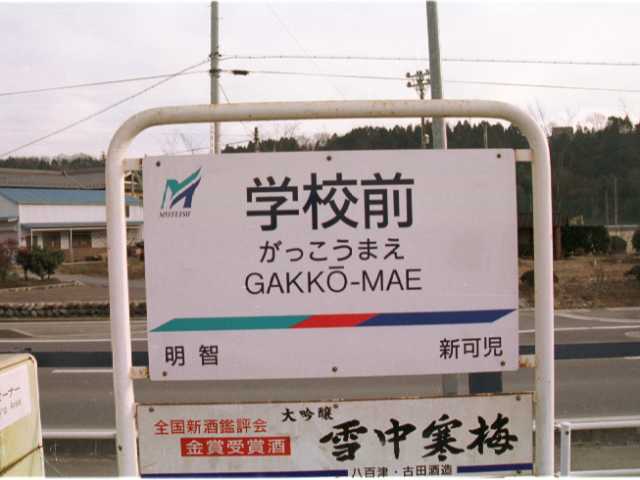 MEITETSU
学校前
がっこうまえ
GAKKŌ-MAE
明智
新可児
全国新酒鑑評会
金賞受賞酒
大吟醸
雪中寒梅
八百津・古田酒造